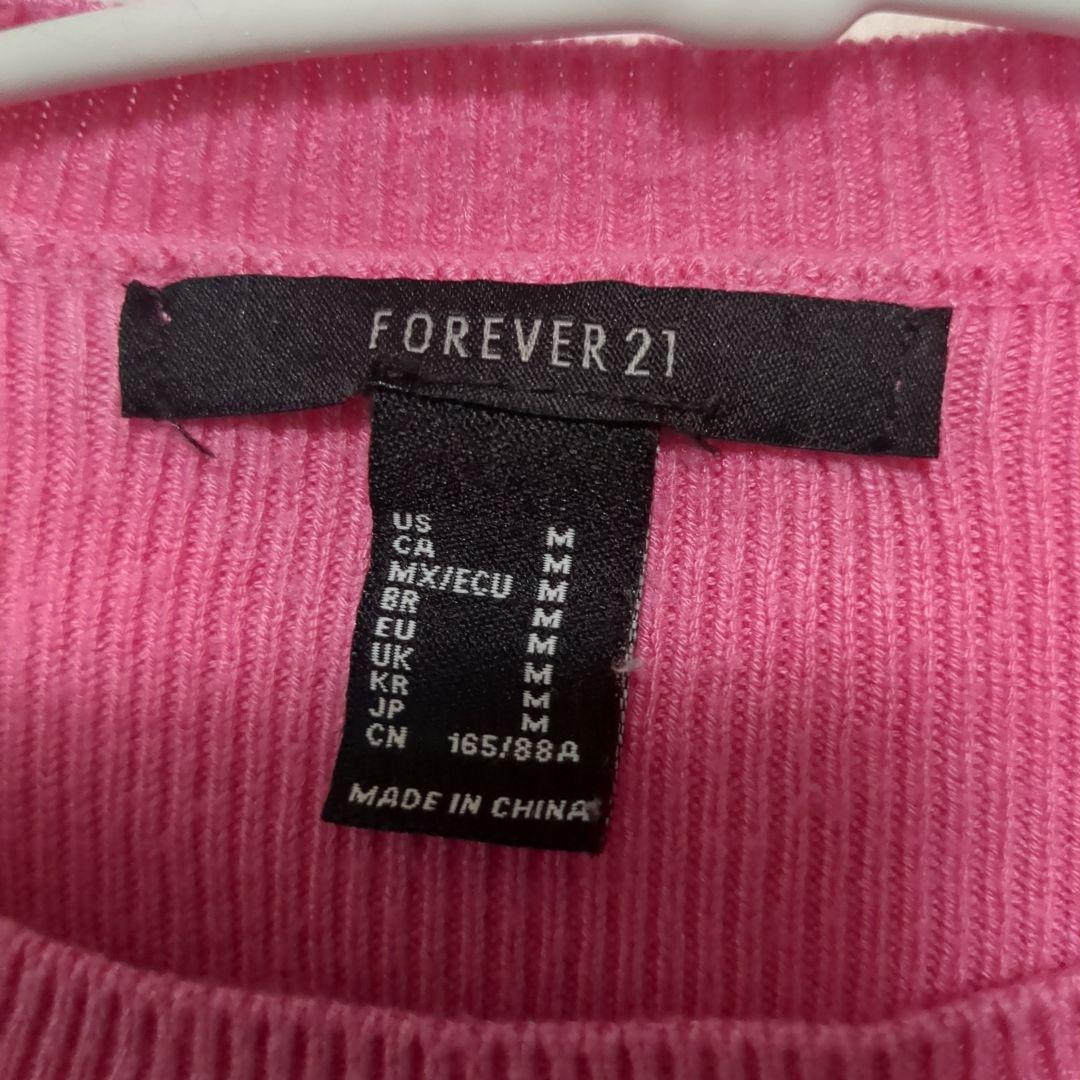 FOREVER 21
US M
CA M
MX/ECU M
BR M
EU M
UK M
KR M
JP M
CN 165/88A
MADE IN CHINA